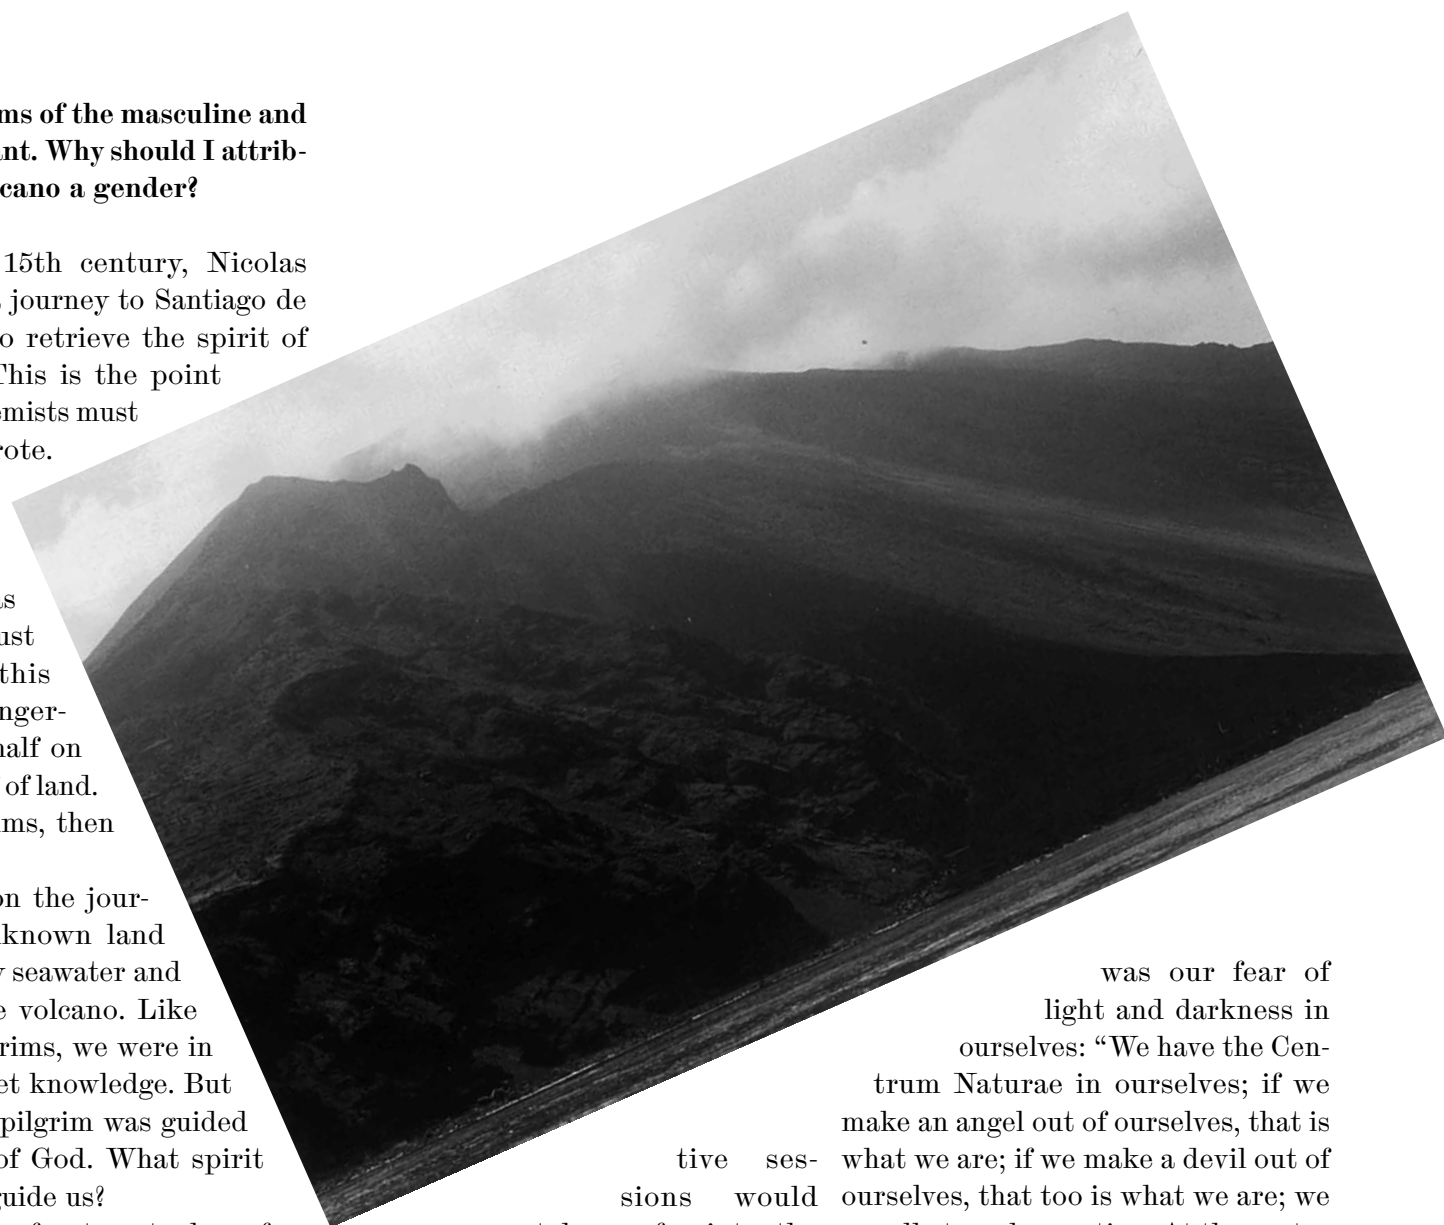 ms of the masculine and
nt. Why should I attrib-
cano a gender?
15th century, Nicolas
journey to Santiago de
o retrieve the spirit of
This is the point
emists must
rote.
as
ust
this
nger-
half on
of land.
ms, then
on the jour-
known land
y seawater and
e volcano. Like
rims, we were in
et knowledge. But
pilgrim was guided
of God. What spirit
guide us?
tive ses-
sions would
was our fear of
light and darkness in
ourselves: “We have the Cen-
trum Naturae in ourselves; if we
make an angel out of ourselves, that is
what we are; if we make a devil out of
ourselves, that too is what we are; we